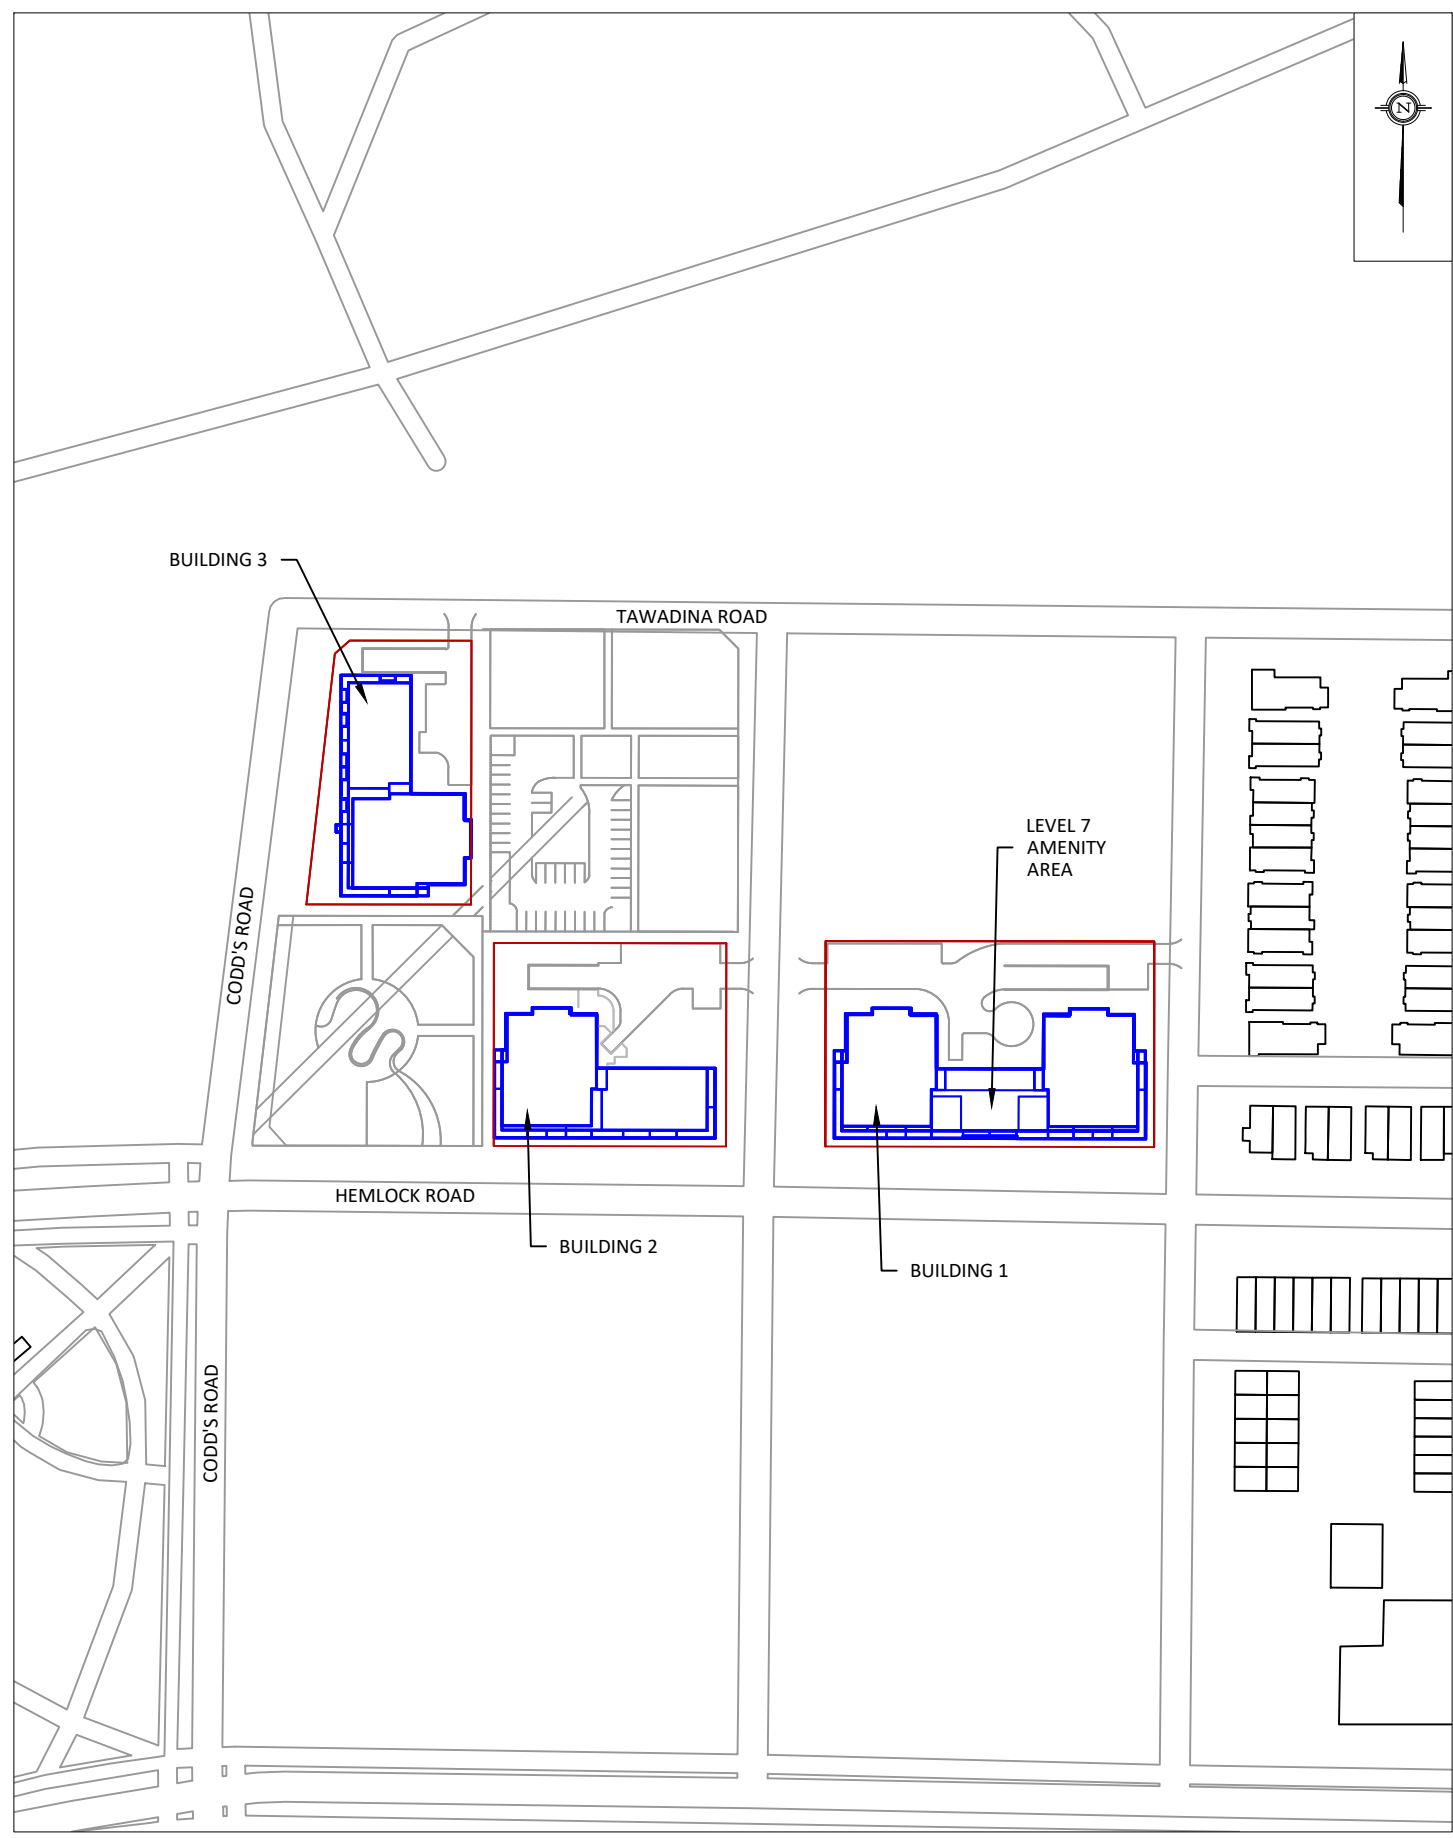 N
BUILDING 3
TAWADINA ROAD
LEVEL 7
AMENITY
AREA
CODD'S ROAD
HEMLOCK ROAD
BUILDING 2
BUILDING 1
CODD'S ROAD